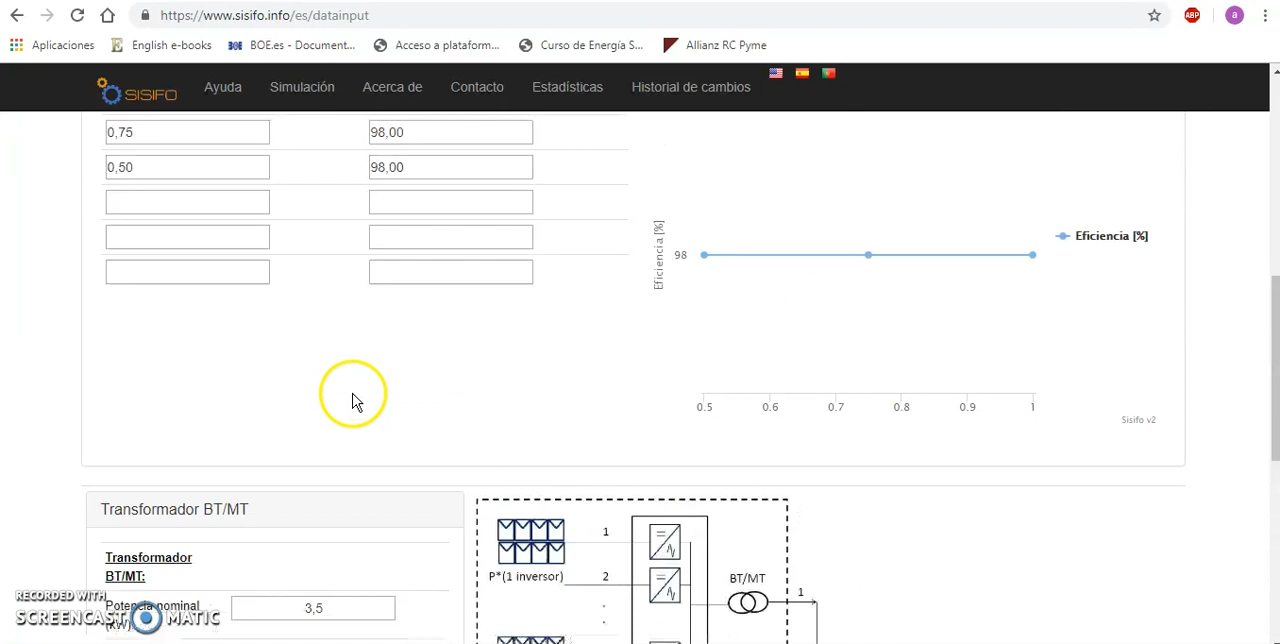 https://www.sisifo.info/es/datainput
ABP
a
Aplicaciones
English e-books
BOE.es - Document...
Acceso a plataform...
Curso de Energía S...
Allianz RC Pyme
SISIFO
Ayuda
Simulación
Acerca de
Contacto
Estadísticas
Historial de cambios
0,75
98,00
0,50
98,00
Eficiencia [%]
98
Eficiencia [%]
0.5
0.6
0.7
0.8
0.9
1
Sisifo v2
Transformador BT/MT
Transformador
BT/MT:
Potencia nominal
(kW):
3,5
1
P*(1 inversor)
2
BT/MT
1
RECORDED WITH
SCREENCAST MATIC